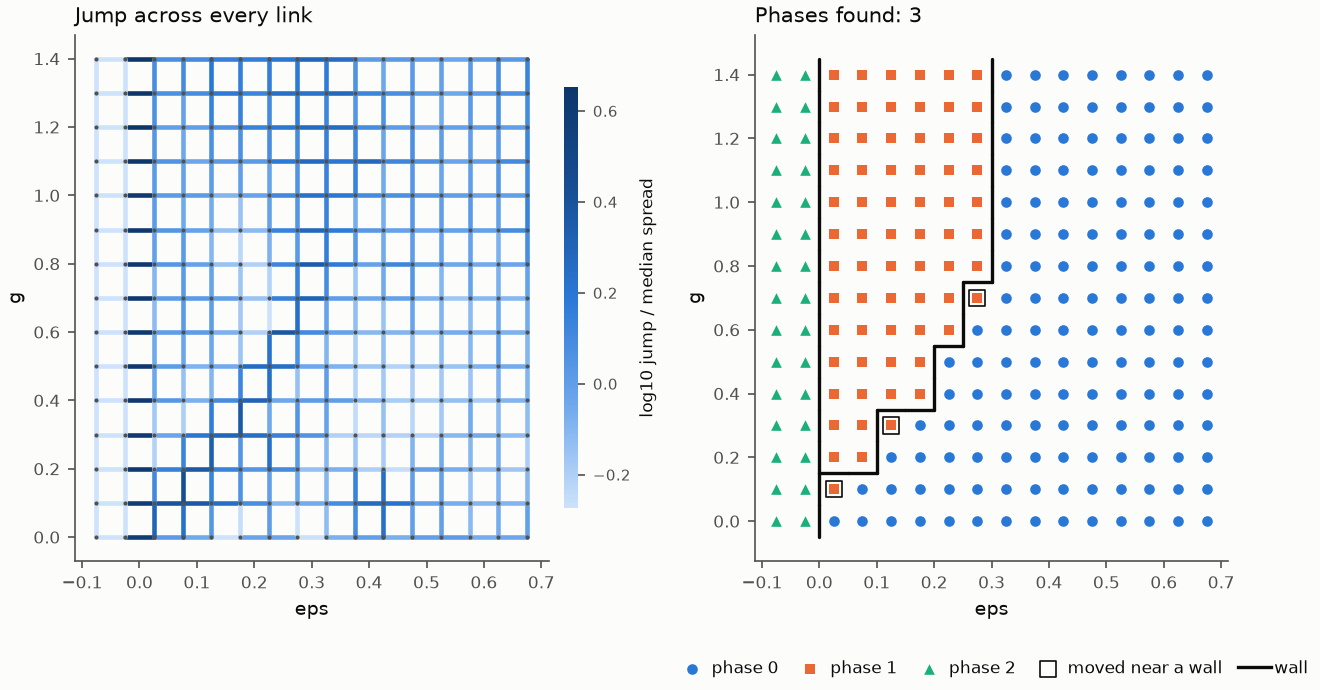 Jump across every link
Phases found: 3
1.4
1.2
1.0
0.8
0.6
0.4
0.2
0.0
g
−0.1 0.0 0.1 0.2 0.3 0.4 0.5 0.6 0.7
eps
0.6
0.4
0.2
0.0
−0.2
log10 jump / median spread
1.4
1.2
1.0
0.8
0.6
0.4
0.2
0.0
g
−0.1 0.0 0.1 0.2 0.3 0.4 0.5 0.6 0.7
eps
phase 0 phase 1 phase 2 moved near a wall wall